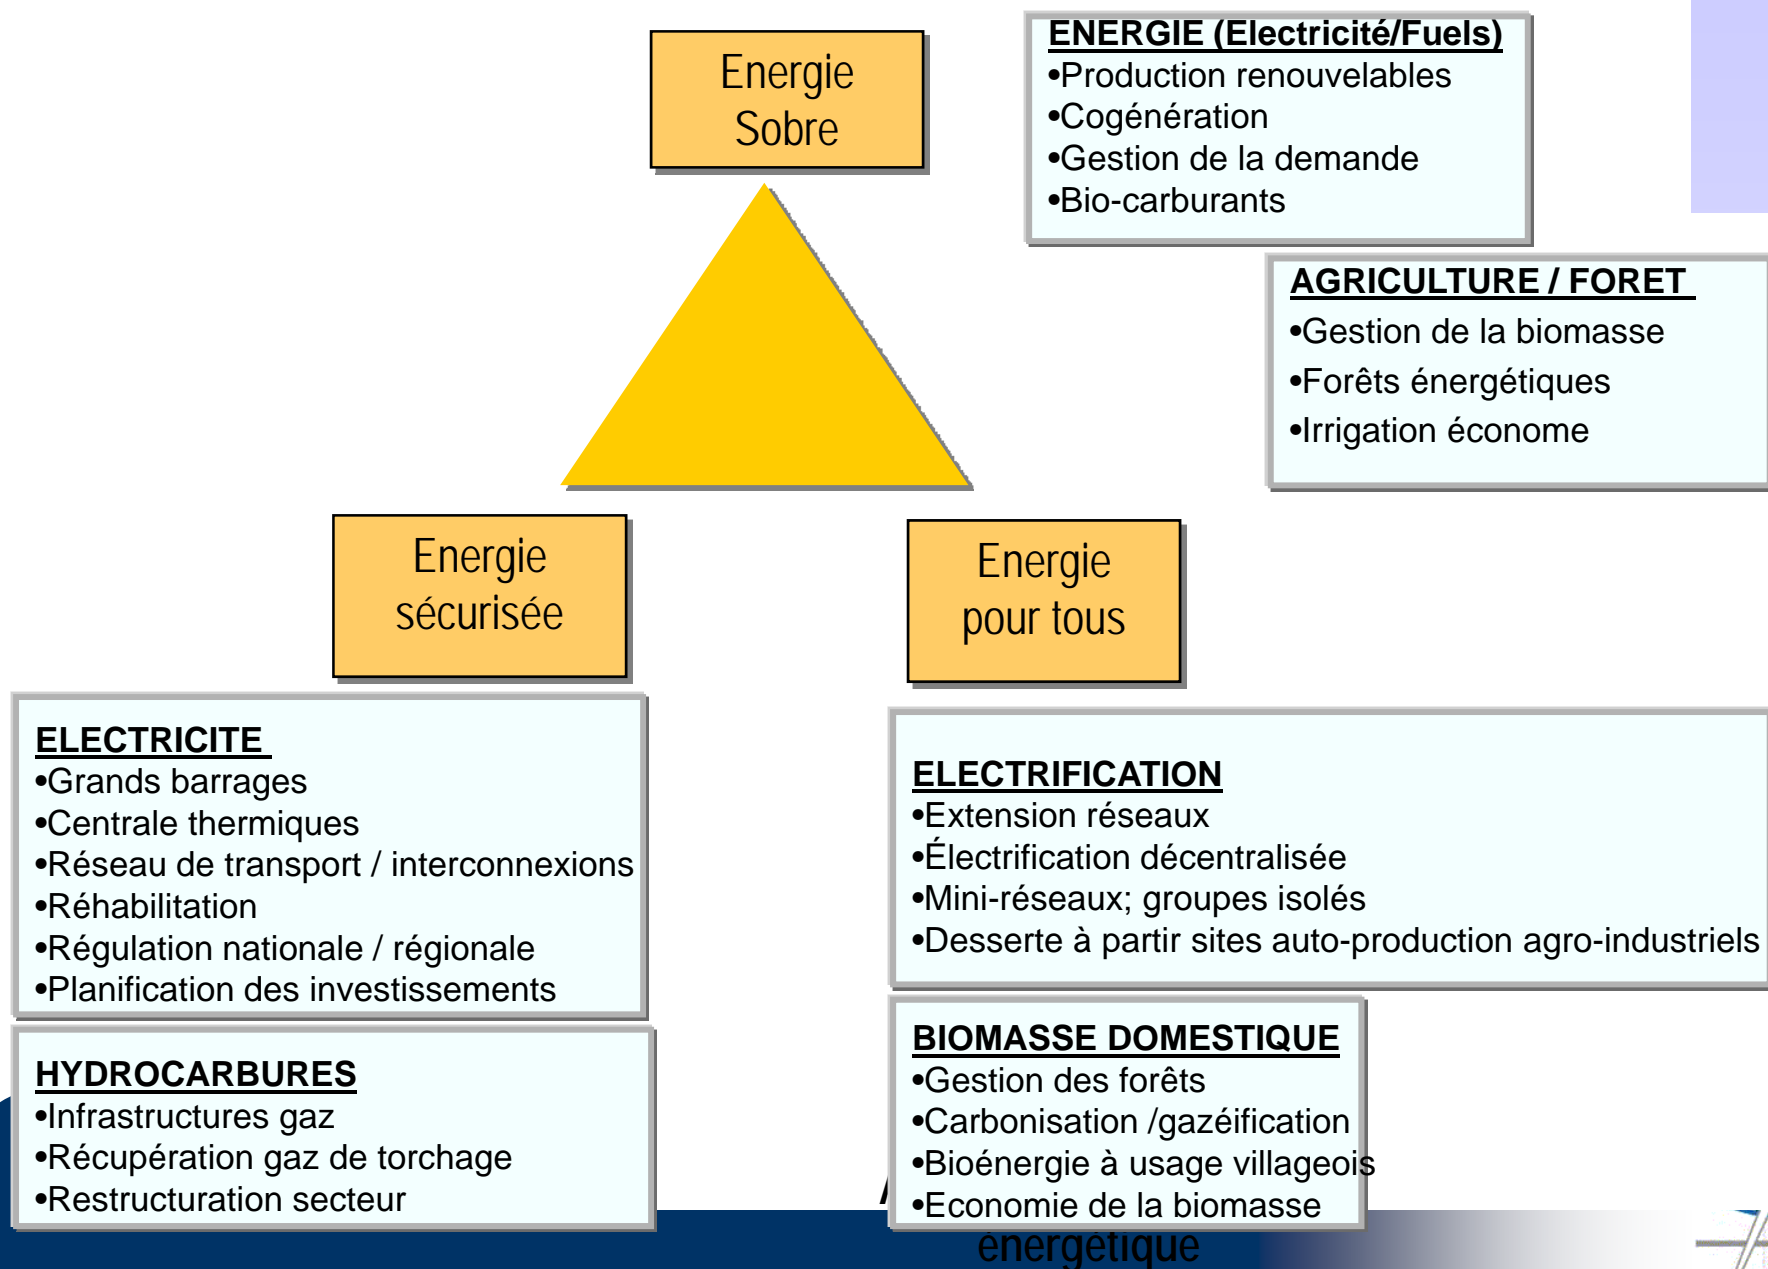 Energie
Sobre
ENERGIE (Electricité/Fuels)
•Production renouvelables
•Cogénération
•Gestion de la demande
•Bio-carburants
AGRICULTURE / FORET
•Gestion de la biomasse
•Forêts énergétiques
•Irrigation économe
Energie
sécurisée
Energie
pour tous
ELECTRICITE
•Grands barrages
•Centrale thermiques
•Réseau de transport / interconnexions
•Réhabilitation
•Régulation nationale / régionale
•Planification des investissements
HYDROCARBURES
•Infrastructures gaz
•Récupération gaz de torchage
•Restructuration secteur
ELECTRIFICATION
•Extension réseaux
•Électrification décentralisée
•Mini-réseaux; groupes isolés
•Desserte à partir sites auto-production agro-industriels
BIOMASSE DOMESTIQUE
•Gestion des forêts
•Carbonisation /gazéification
•Bioénergie à usage villageois
•Economie de la biomasse
énergétique